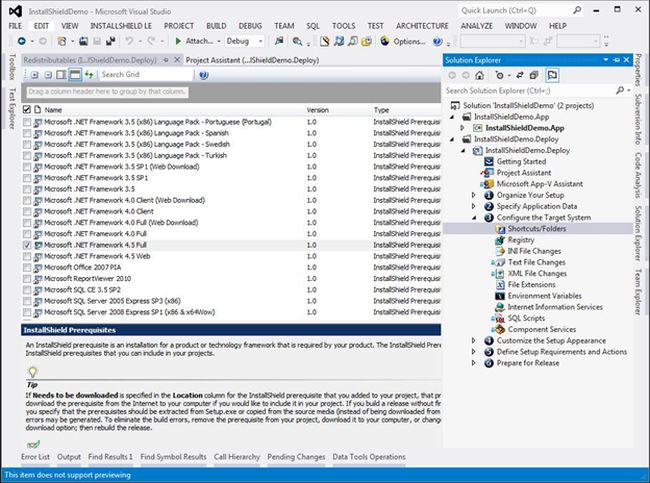 InstallShieldDemo - Microsoft Visual Studio
Quick Launch (Ctrl+Q)
FILE EDIT VIEW INSTALLSHIELD LE PROJECT BUILD DEBUG TEAM SQL TOOLS TEST ARCHITECTURE ANALYZE WINDOW HELP
Attach... Debug Options...
Toolbox
Test Explorer
Redistributables (I...lShieldDemo.Deploy)
Project Assistant (...lShieldDemo.Deploy)
Search Grid
Drag a column header here to group by that column.
Name Version Type
Microsoft .NET Framework 3.5 (x86) Language Pack - Portuguese (Portugal) 1.0 InstallShield Prerequisite
Microsoft .NET Framework 3.5 (x86) Language Pack - Spanish 1.0 InstallShield Prerequisite
Microsoft .NET Framework 3.5 (x86) Language Pack - Swedish 1.0 InstallShield Prerequisite
Microsoft .NET Framework 3.5 (x86) Language Pack - Turkish 1.0 InstallShield Prerequisite
Microsoft .NET Framework 3.5 SP1 (Web Download) 1.0 InstallShield Prerequisite
Microsoft .NET Framework 3.5 SP1 1.0 InstallShield Prerequisite
Microsoft .NET Framework 3.5 1.0 InstallShield Prerequisite
Microsoft .NET Framework 4.0 Client (Web Download) 1.0 InstallShield Prerequisite
Microsoft .NET Framework 4.0 Client 1.0 InstallShield Prerequisite
Microsoft .NET Framework 4.0 Full (Web Download) 1.0 InstallShield Prerequisite
Microsoft .NET Framework 4.0 Full 1.0 InstallShield Prerequisite
Microsoft .NET Framework 4.5 Full 1.0 InstallShield Prerequisite
Microsoft .NET Framework 4.5 Web 1.0 InstallShield Prerequisite
Microsoft Office 2007 PIA 1.0 InstallShield Prerequisite
Microsoft ReportViewer 2010 1.0 InstallShield Prerequisite
Microsoft SQL CE 3.5 SP2 1.0 InstallShield Prerequisite
Microsoft SQL Server 2005 Express SP3 (x86) 1.0 InstallShield Prerequisite
Microsoft SQL Server 2008 Express SP1 (x86 & x64Wow) 1.0 InstallShield Prerequisite
InstallShield Prerequisites
An InstallShield prerequisite is an installation for a product or technology framework that is required by your product. The InstallShield
InstallShield prerequisites that you can include in your projects.
Tip
If Needs to be downloaded is specified in the Location column for the InstallShield prerequisite that you added to your project, that
download the prerequisite from the Internet to your computer if you would like to include it in your project. If you build a release without
you specify that the prerequisites should be extracted from Setup.exe or copied from the source media (instead of being downloaded from
errors may be generated. To eliminate the build errors, remove the prerequisite from your project, download it to your computer, or
download option; then rebuild the release.
Solution Explorer
Search Solution Explorer (Ctrl+;)
Solution 'InstallShieldDemo' (2 projects)
InstallShieldDemo.App
InstallShieldDemo.App
InstallShieldDemo.Deploy
InstallShieldDemo.Deploy
Getting Started
Project Assistant
Microsoft App-V Assistant
1 Organize Your Setup
2 Specify Application Data
3 Configure the Target System
Shortcuts/Folders
Registry
INI File Changes
Text File Changes
XML File Changes
File Extensions
Environment Variables
Internet Information Services
SQL Scripts
Component Services
4 Customize the Setup Appearance
5 Define Setup Requirements and Actions
6 Prepare for Release
Properties
Subversion Info
Code Analysis
Solution Explorer
Team Explorer
Error List Output Find Results 1 Find Symbol Results Call Hierarchy Pending Changes Data Tools Operations
This item does not support previewing